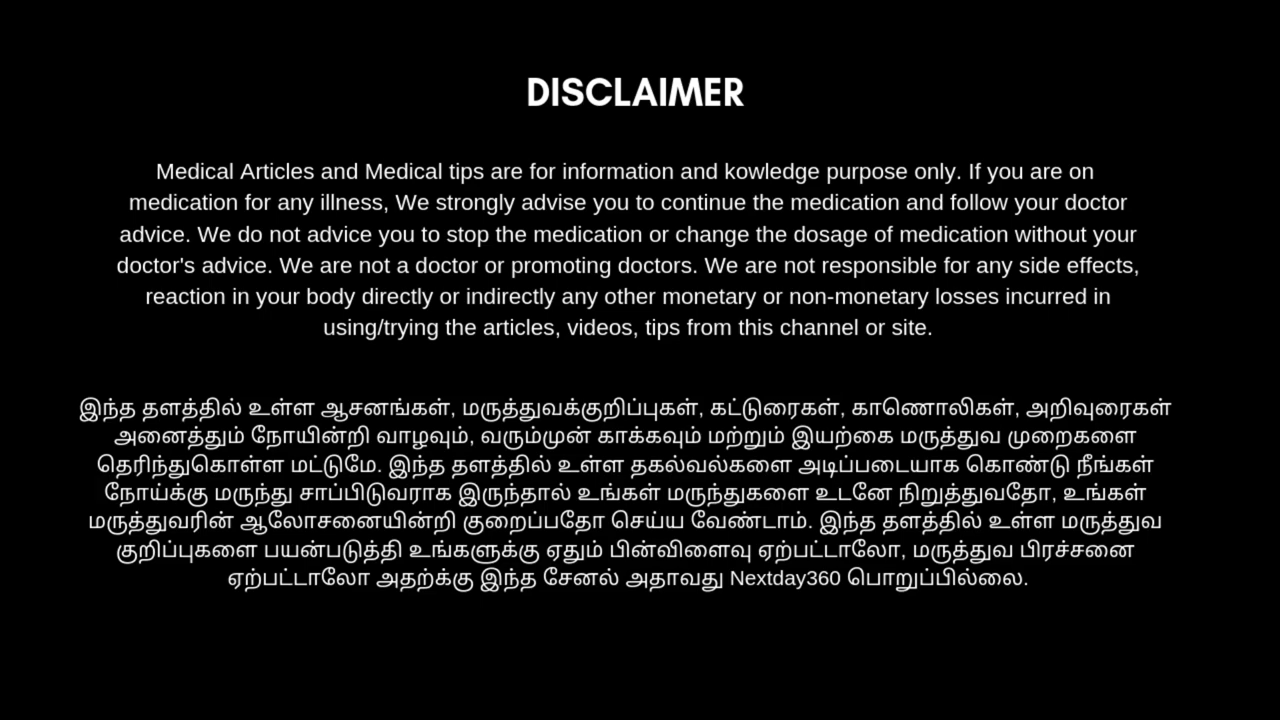 DISCLAIMER
Medical Articles and Medical tips are for information and kowledge purpose only. If you are on
medication for any illness, We strongly advise you to continue the medication and follow your doctor
advice. We do not advice you to stop the medication or change the dosage of medication without your
doctor's advice. We are not a doctor or promoting doctors. We are not responsible for any side effects,
reaction in your body directly or indirectly any other monetary or non-monetary losses incurred in
using/trying the articles, videos, tips from this channel or site.
இந்த தளத்தில் உள்ள ஆசனங்கள், மருத்துவக்குறிப்புகள், கட்டுரைகள், காணொலிகள், அறிவுரைகள்
அனைத்தும் நோயின்றி வாழவும், வரும்முன் காக்கவும் மற்றும் இயற்கை மருத்துவ முறைகளை
தெரிந்துகொள்ள மட்டுமே. இந்த தளத்தில் உள்ள தகல்வல்களை அடிப்படையாக கொண்டு நீங்கள்
நோய்க்கு மருந்து சாப்பிடுவராக இருந்தால் உங்கள் மருந்துகளை உடனே நிறுத்துவதோ, உங்கள்
மருத்துவரின் ஆலோசனையின்றி குறைப்பதோ செய்ய வேண்டாம். இந்த தளத்தில் உள்ள மருத்துவ
குறிப்புகளை பயன்படுத்தி உங்களுக்கு ஏதும் பின்விளைவு ஏற்பட்டாலோ, மருத்துவ பிரச்சனை
ஏற்பட்டாலோ அதற்க்கு இந்த சேனல் அதாவது Nextday360 பொறுப்பில்லை.